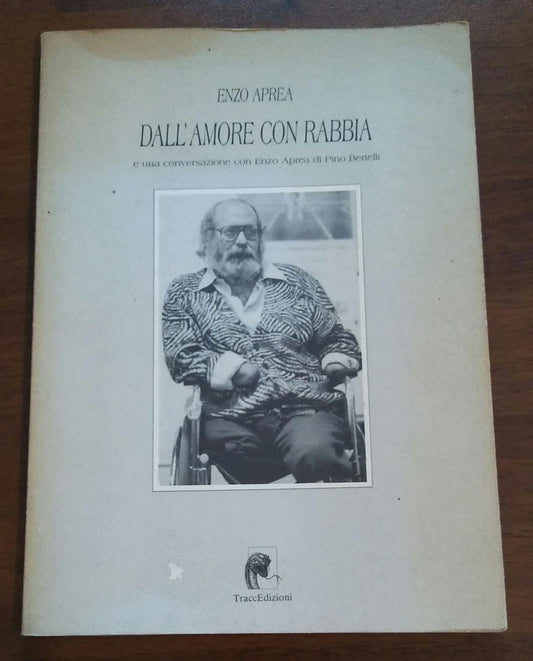 ENZO APREA
DALL'AMORE CON RABBIA
e una conversazione con Enzo Aprea di Pino Bertelli
TraccEdizioni